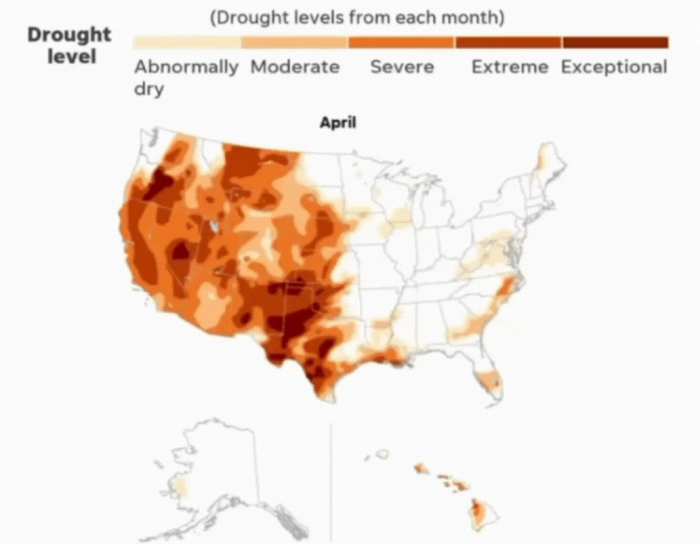 (Drought levels from each month)
Drought
level
Abnormally
dry
Moderate
Severe
Extreme
Exceptional
April